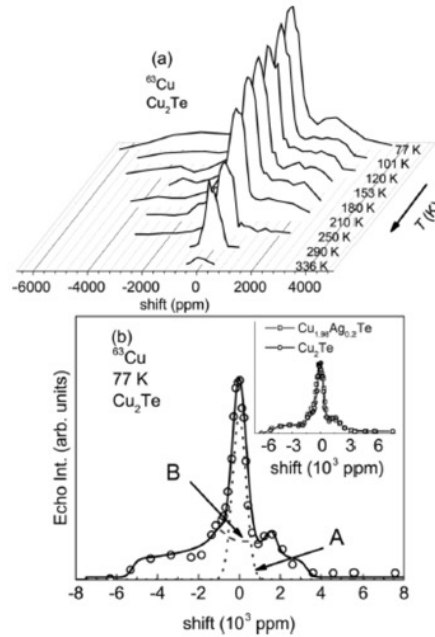 (a)
⁶³Cu
Cu₂Te
77 K
101 K
120 K
153 K
180 K
210 K
250 K
290 K
336 K
T (K)
-6000 -4000 -2000 0 2000 4000
shift (ppm)
(b)
⁶³Cu
77 K
Cu₂Te
Cu₁.₉₈Ag₀.₂Te
Cu₂Te
-6 -3 0 3 6
shift (10³ ppm)
B
A
Echo Int. (arb. units)
-8 -6 -4 -2 0 2 4 6 8
shift (10³ ppm)